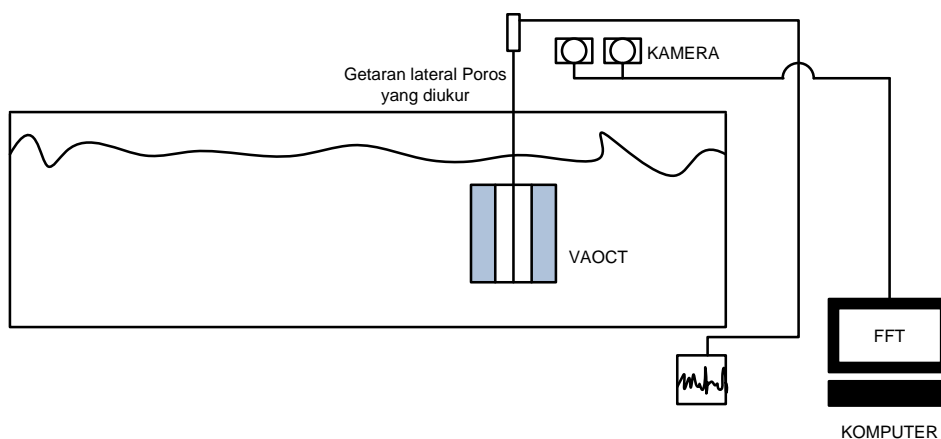 KAMERA
Getaran lateral Poros
yang diukur
VAOCT
FFT
KOMPUTER